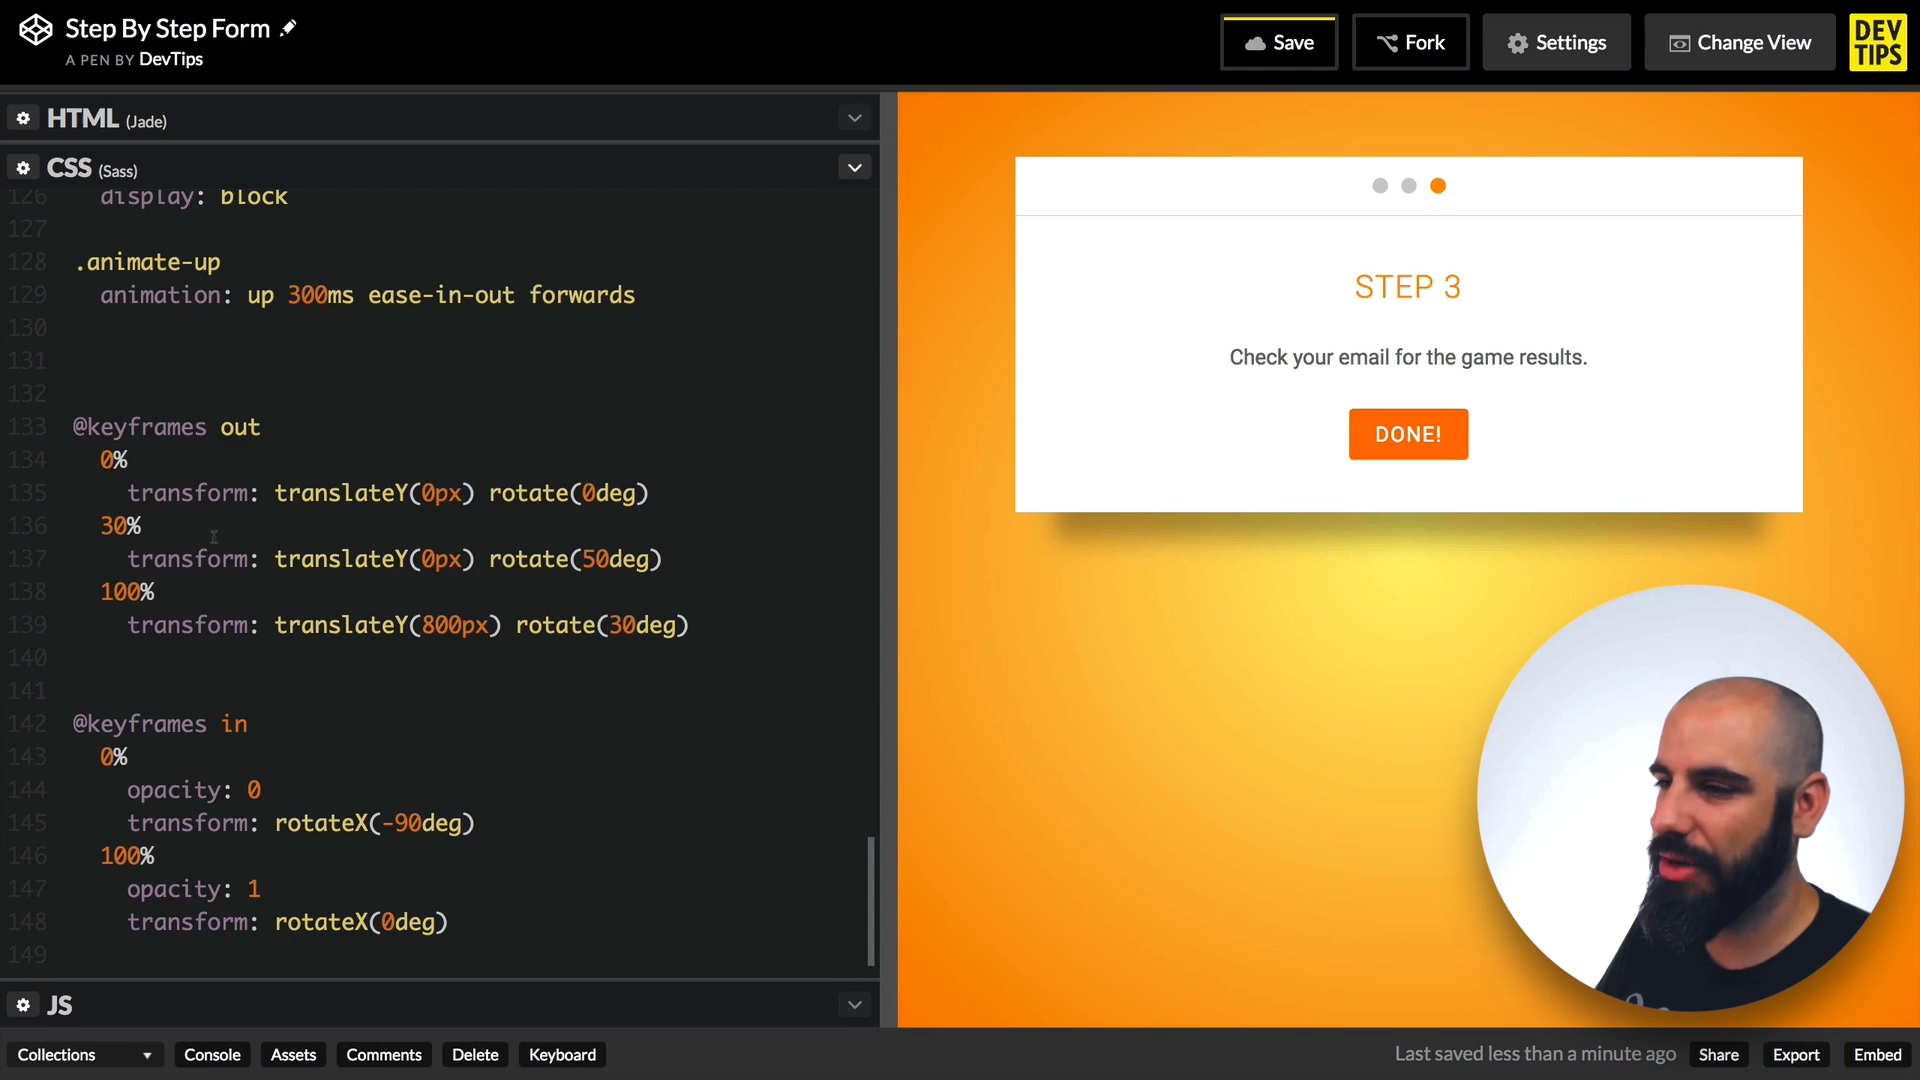 Step By Step Form
A PEN BY DevTips
Save
Fork
Settings
Change View
DEV
TIPS
HTML (Jade)
CSS (Sass)
126 display: block
127
128 .animate-up
129 animation: up 300ms ease-in-out forwards
130
131
132
133 @keyframes out
134 0%
135 transform: translateY(0px) rotate(0deg)
136 30%
137 transform: translateY(0px) rotate(50deg)
138 100%
139 transform: translateY(800px) rotate(30deg)
140
141
142 @keyframes in
143 0%
144 opacity: 0
145 transform: rotateX(-90deg)
146 100%
147 opacity: 1
148 transform: rotateX(0deg)
149
JS
STEP 3
Check your email for the game results.
DONE!
Collections
Console
Assets
Comments
Delete
Keyboard
Last saved less than a minute ago
Share
Export
Embed